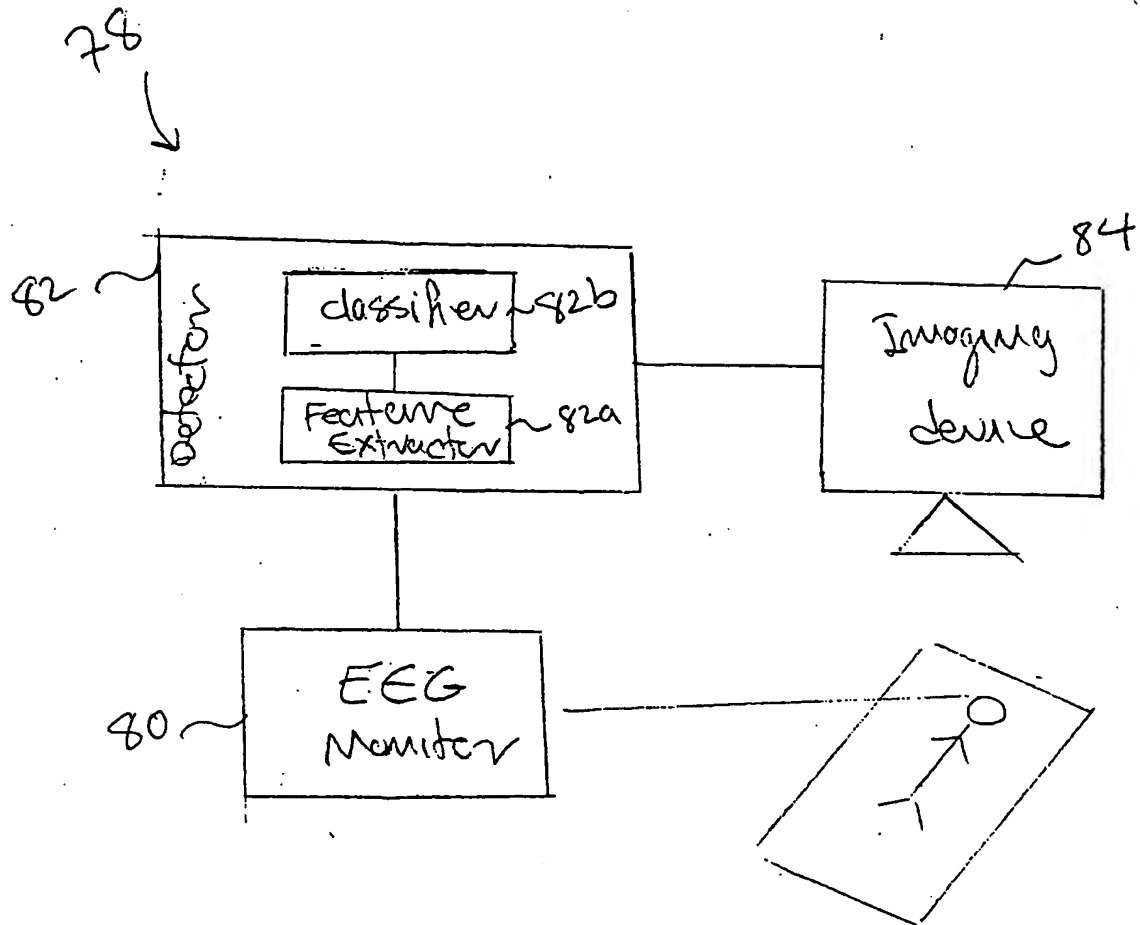 78
82
Detector
classifier
82b
Feature
Extractor
82a
84
Imaging
device
80
EEG
Monitor